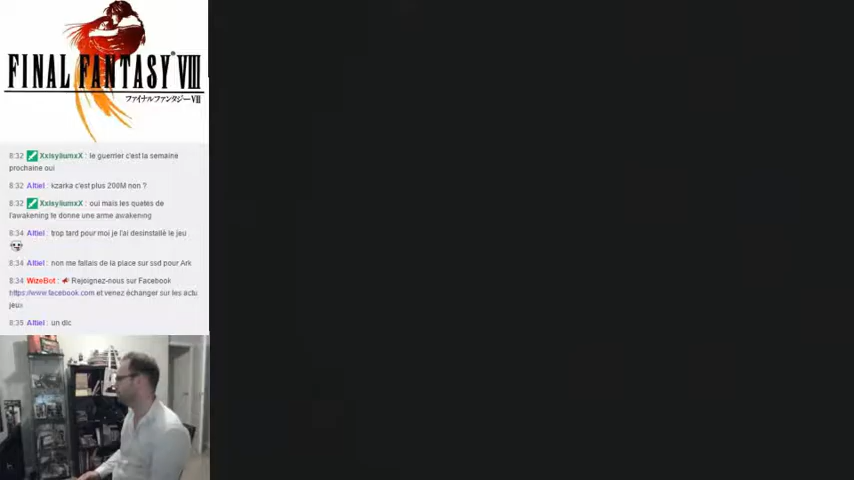 FINAL FANTASY VIII
ファイナルファンタジーVIII
8:32 XxlsyliumxX : le guerrier c'est la semaine
prochaine oui
8:32 Altiel : kzarka c'est plus 200M non ?
8:32 XxlsyliumxX : oui mais les quetes de
l'awakening te donne une arme awakening
8:34 Altiel : trop tard pour moi je l'ai desinstallé le jeu
8:34 Altiel : non me fallais de la place sur ssd pour Ark
8:34 WizeBot : Rejoignez-nous sur Facebook
https://www.facebook.com et venez échanger sur les actu
jeux
8:35 Altiel : un dlc